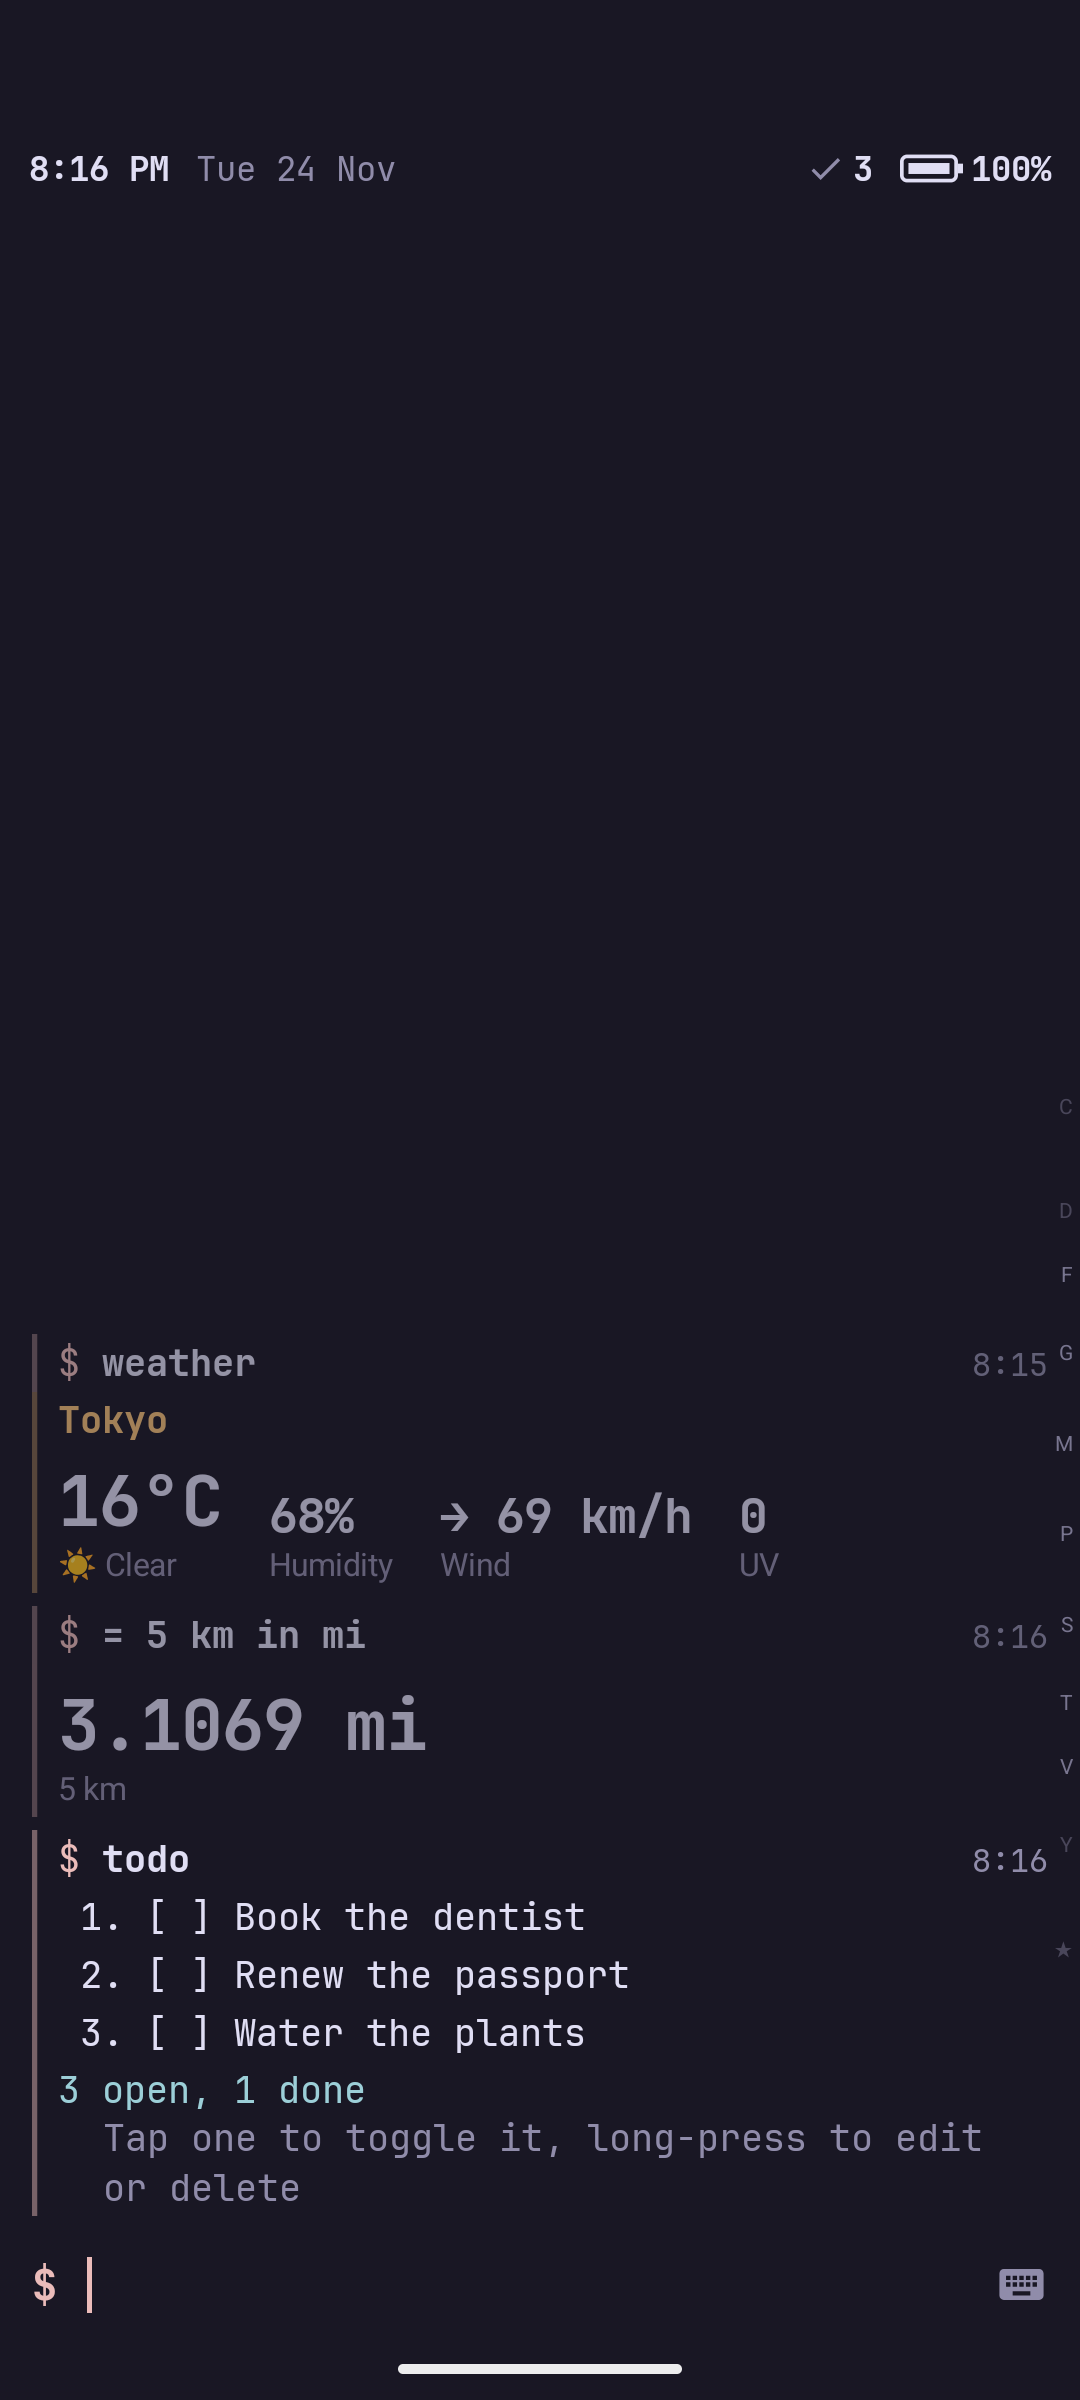 8:16 PM Tue 24 Nov ✓ 3 100%
C
D
F
$ weather 8:15 G
Tokyo
M
16°C 68% → 69 km/h 0
P
☀️ Clear Humidity Wind UV
$ = 5 km in mi 8:16 S
3.1069 mi
T
5 km
V
$ todo 8:16 Y
1. [ ] Book the dentist
★
2. [ ] Renew the passport
3. [ ] Water the plants
3 open, 1 done
Tap one to toggle it, long-press to edit
or delete
$